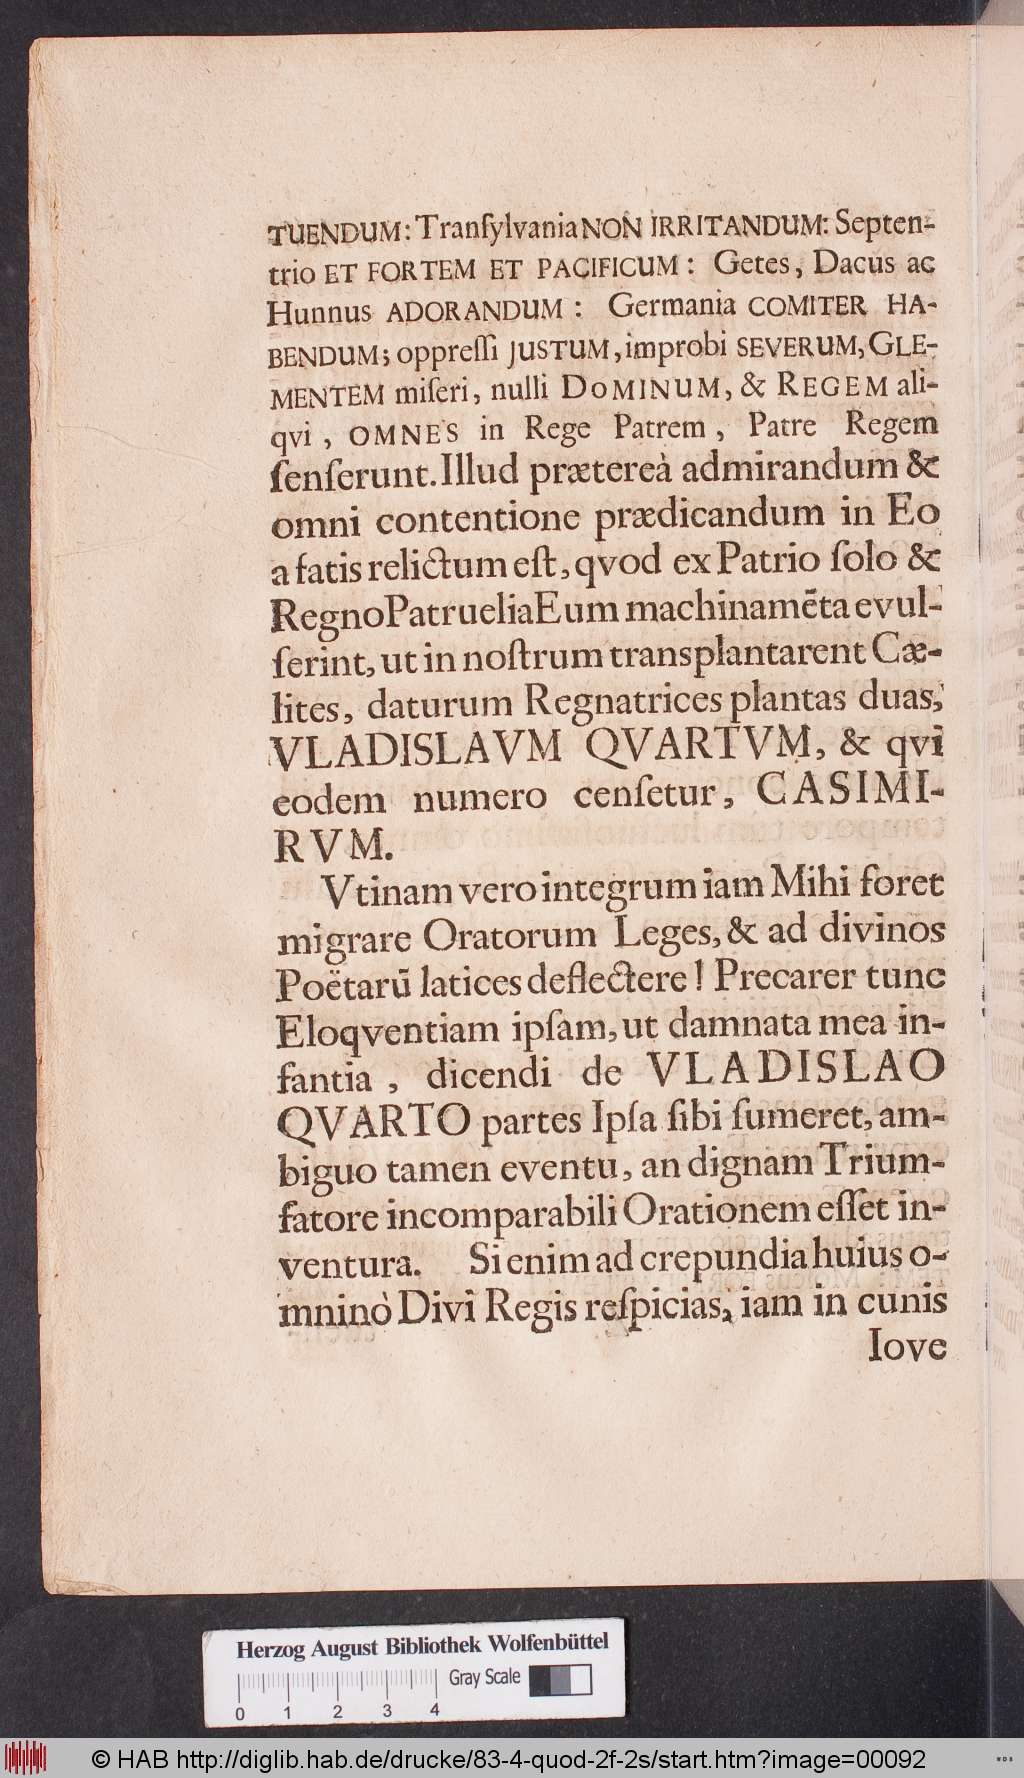 TUENDUM: Tranſylvania NON IRRITANDUM: Septen-
trio ET FORTEM ET PACIFICUM: Getes, Dacus ac
Hunnus ADORANDUM: Germania COMITER HA-
BENDUM; oppreſſi JUSTUM, improbi SEVERUM, GLE-
MENTEM miſeri, nulli DOMINUM, & REGEM ali-
qvi, OMNES in Rege Patrem, Patre Regem
ſenſerunt. Illud prætereà admirandum &
omni contentione prædicandum in Eo
a fatis relictum eſt, qvod ex Patrio ſolo &
Regno Patruelia Eum machinamēta evul-
ſerint, ut in noſtrum transplantarent Cæ-
lites, daturum Regnatrices plantas duas,
VLADISLAVM QVARTVM, & qvi
eodem numero cenſetur, CASIMI-
RVM.
Vtinam vero integrum iam Mihi foret
migrare Oratorum Leges, & ad divinos
Poëtarū latices deflectere! Precarer tunc
Eloqventiam ipſam, ut damnata mea in-
fantia, dicendi de VLADISLAO
QVARTO partes Ipſa ſibi ſumeret, am-
biguo tamen eventu, an dignam Trium-
fatore incomparabili Orationem eſſet in-
ventura. Si enim ad crepundia huius o-
mninò Divi Regis reſpicias, iam in cunis
Iove
Herzog August Bibliothek Wolfenbüttel
Gray Scale
0 1 2 3 4
© HAB http://diglib.hab.de/drucke/83-4-quod-2f-2s/start.htm?image=00092